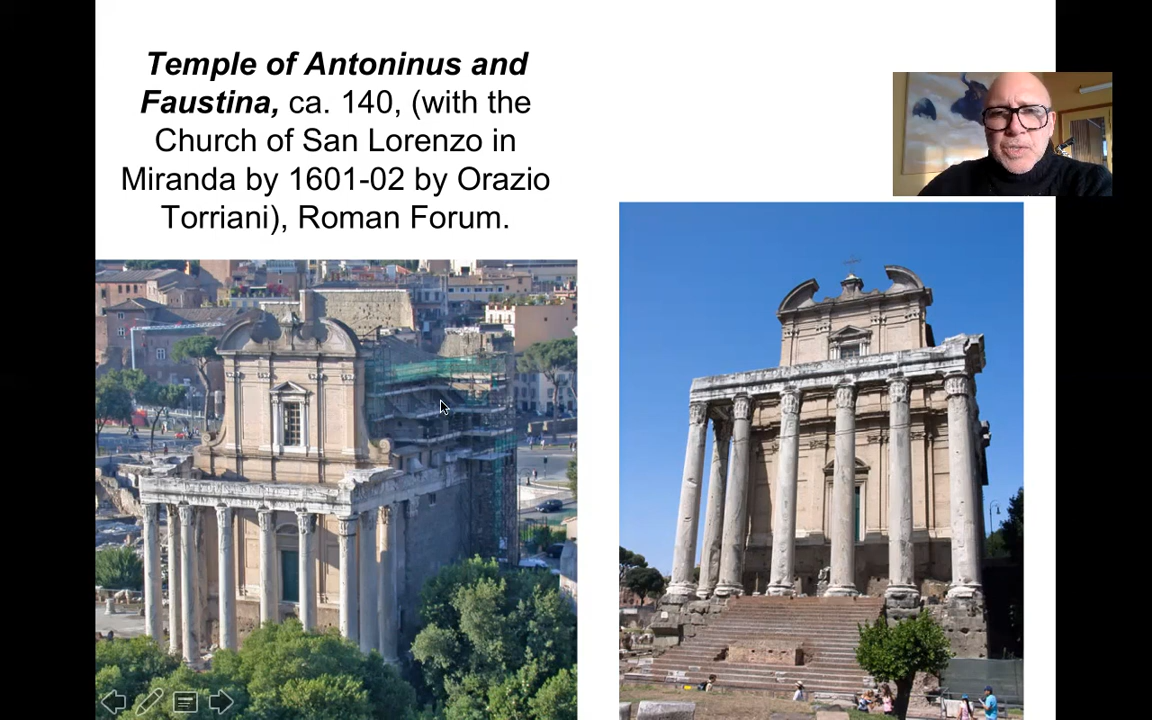 Temple of Antoninus and
Faustina, ca. 140, (with the
Church of San Lorenzo in
Miranda by 1601-02 by Orazio
Torriani), Roman Forum.